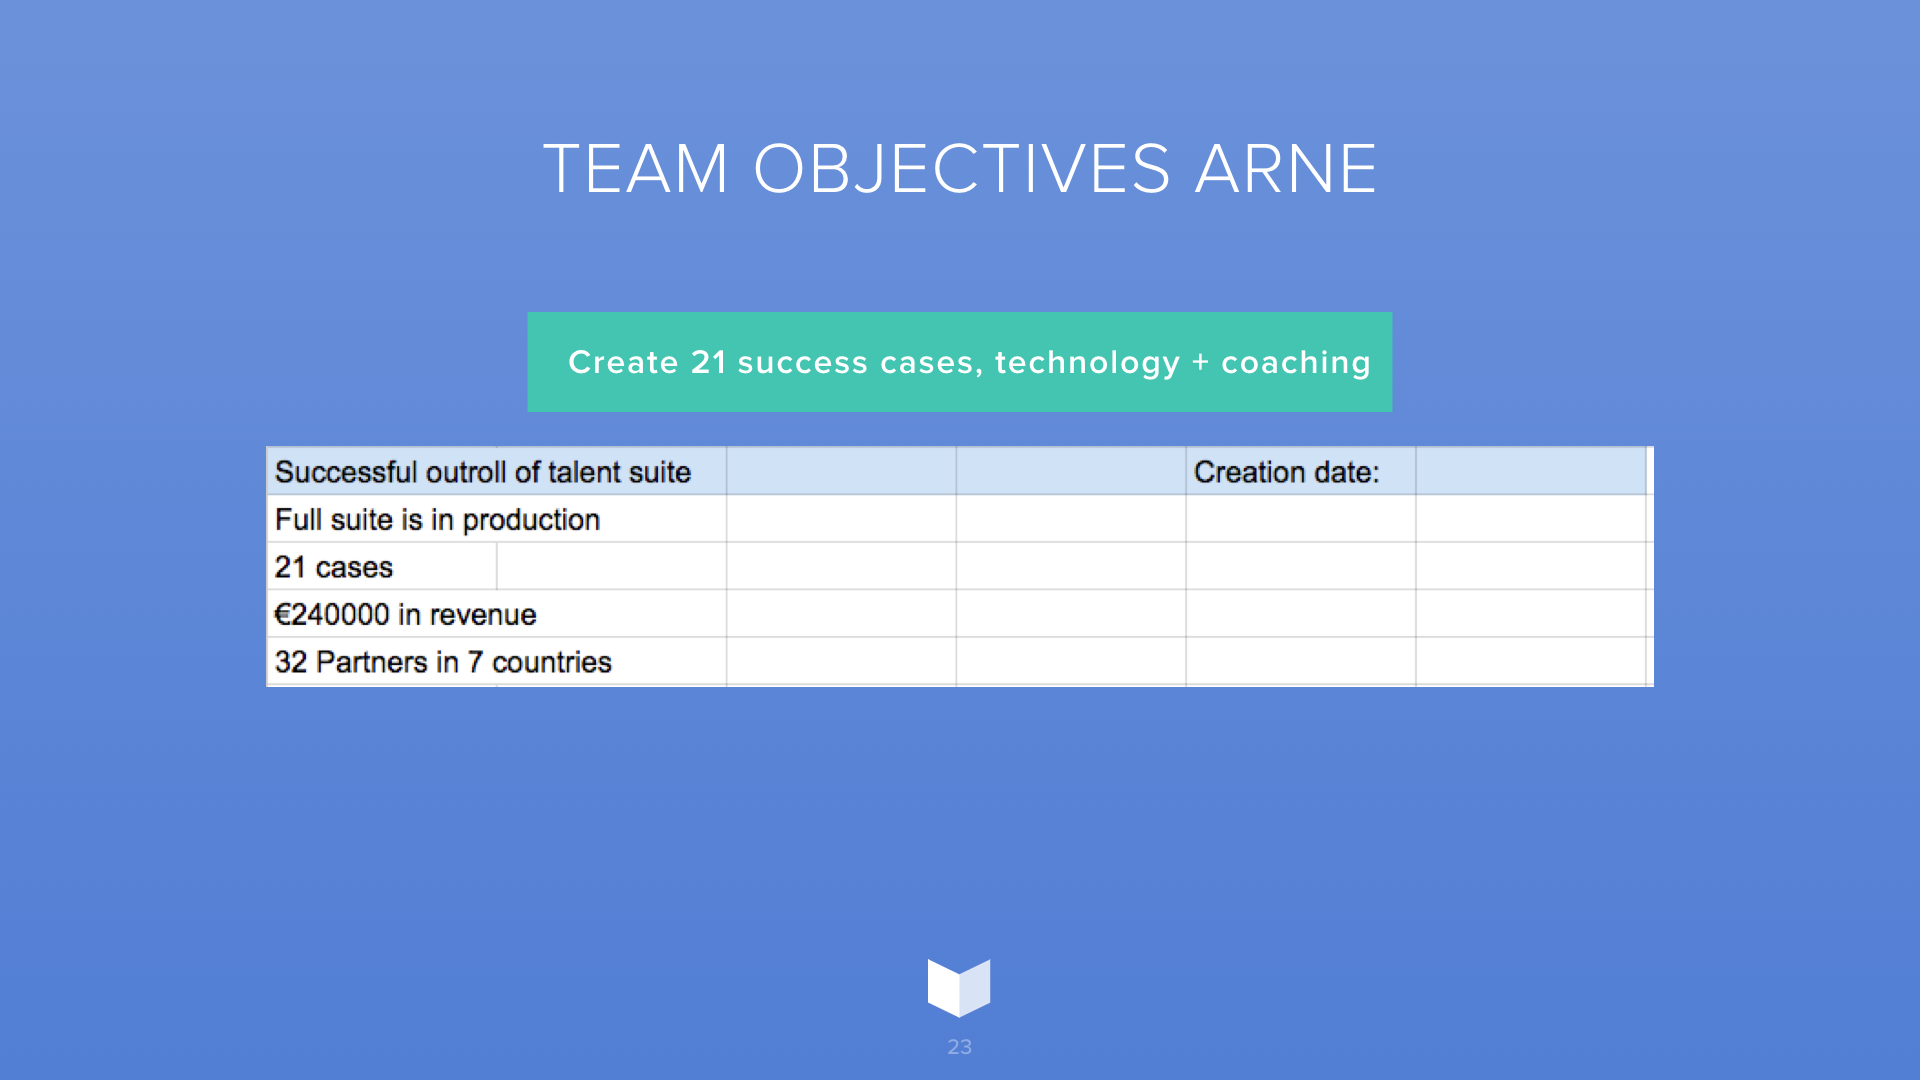 TEAM OBJECTIVES ARNE
Create 21 success cases, technology + coaching
Successful outroll of talent suite Creation date:
Full suite is in production
21 cases
€240000 in revenue
32 Partners in 7 countries
23